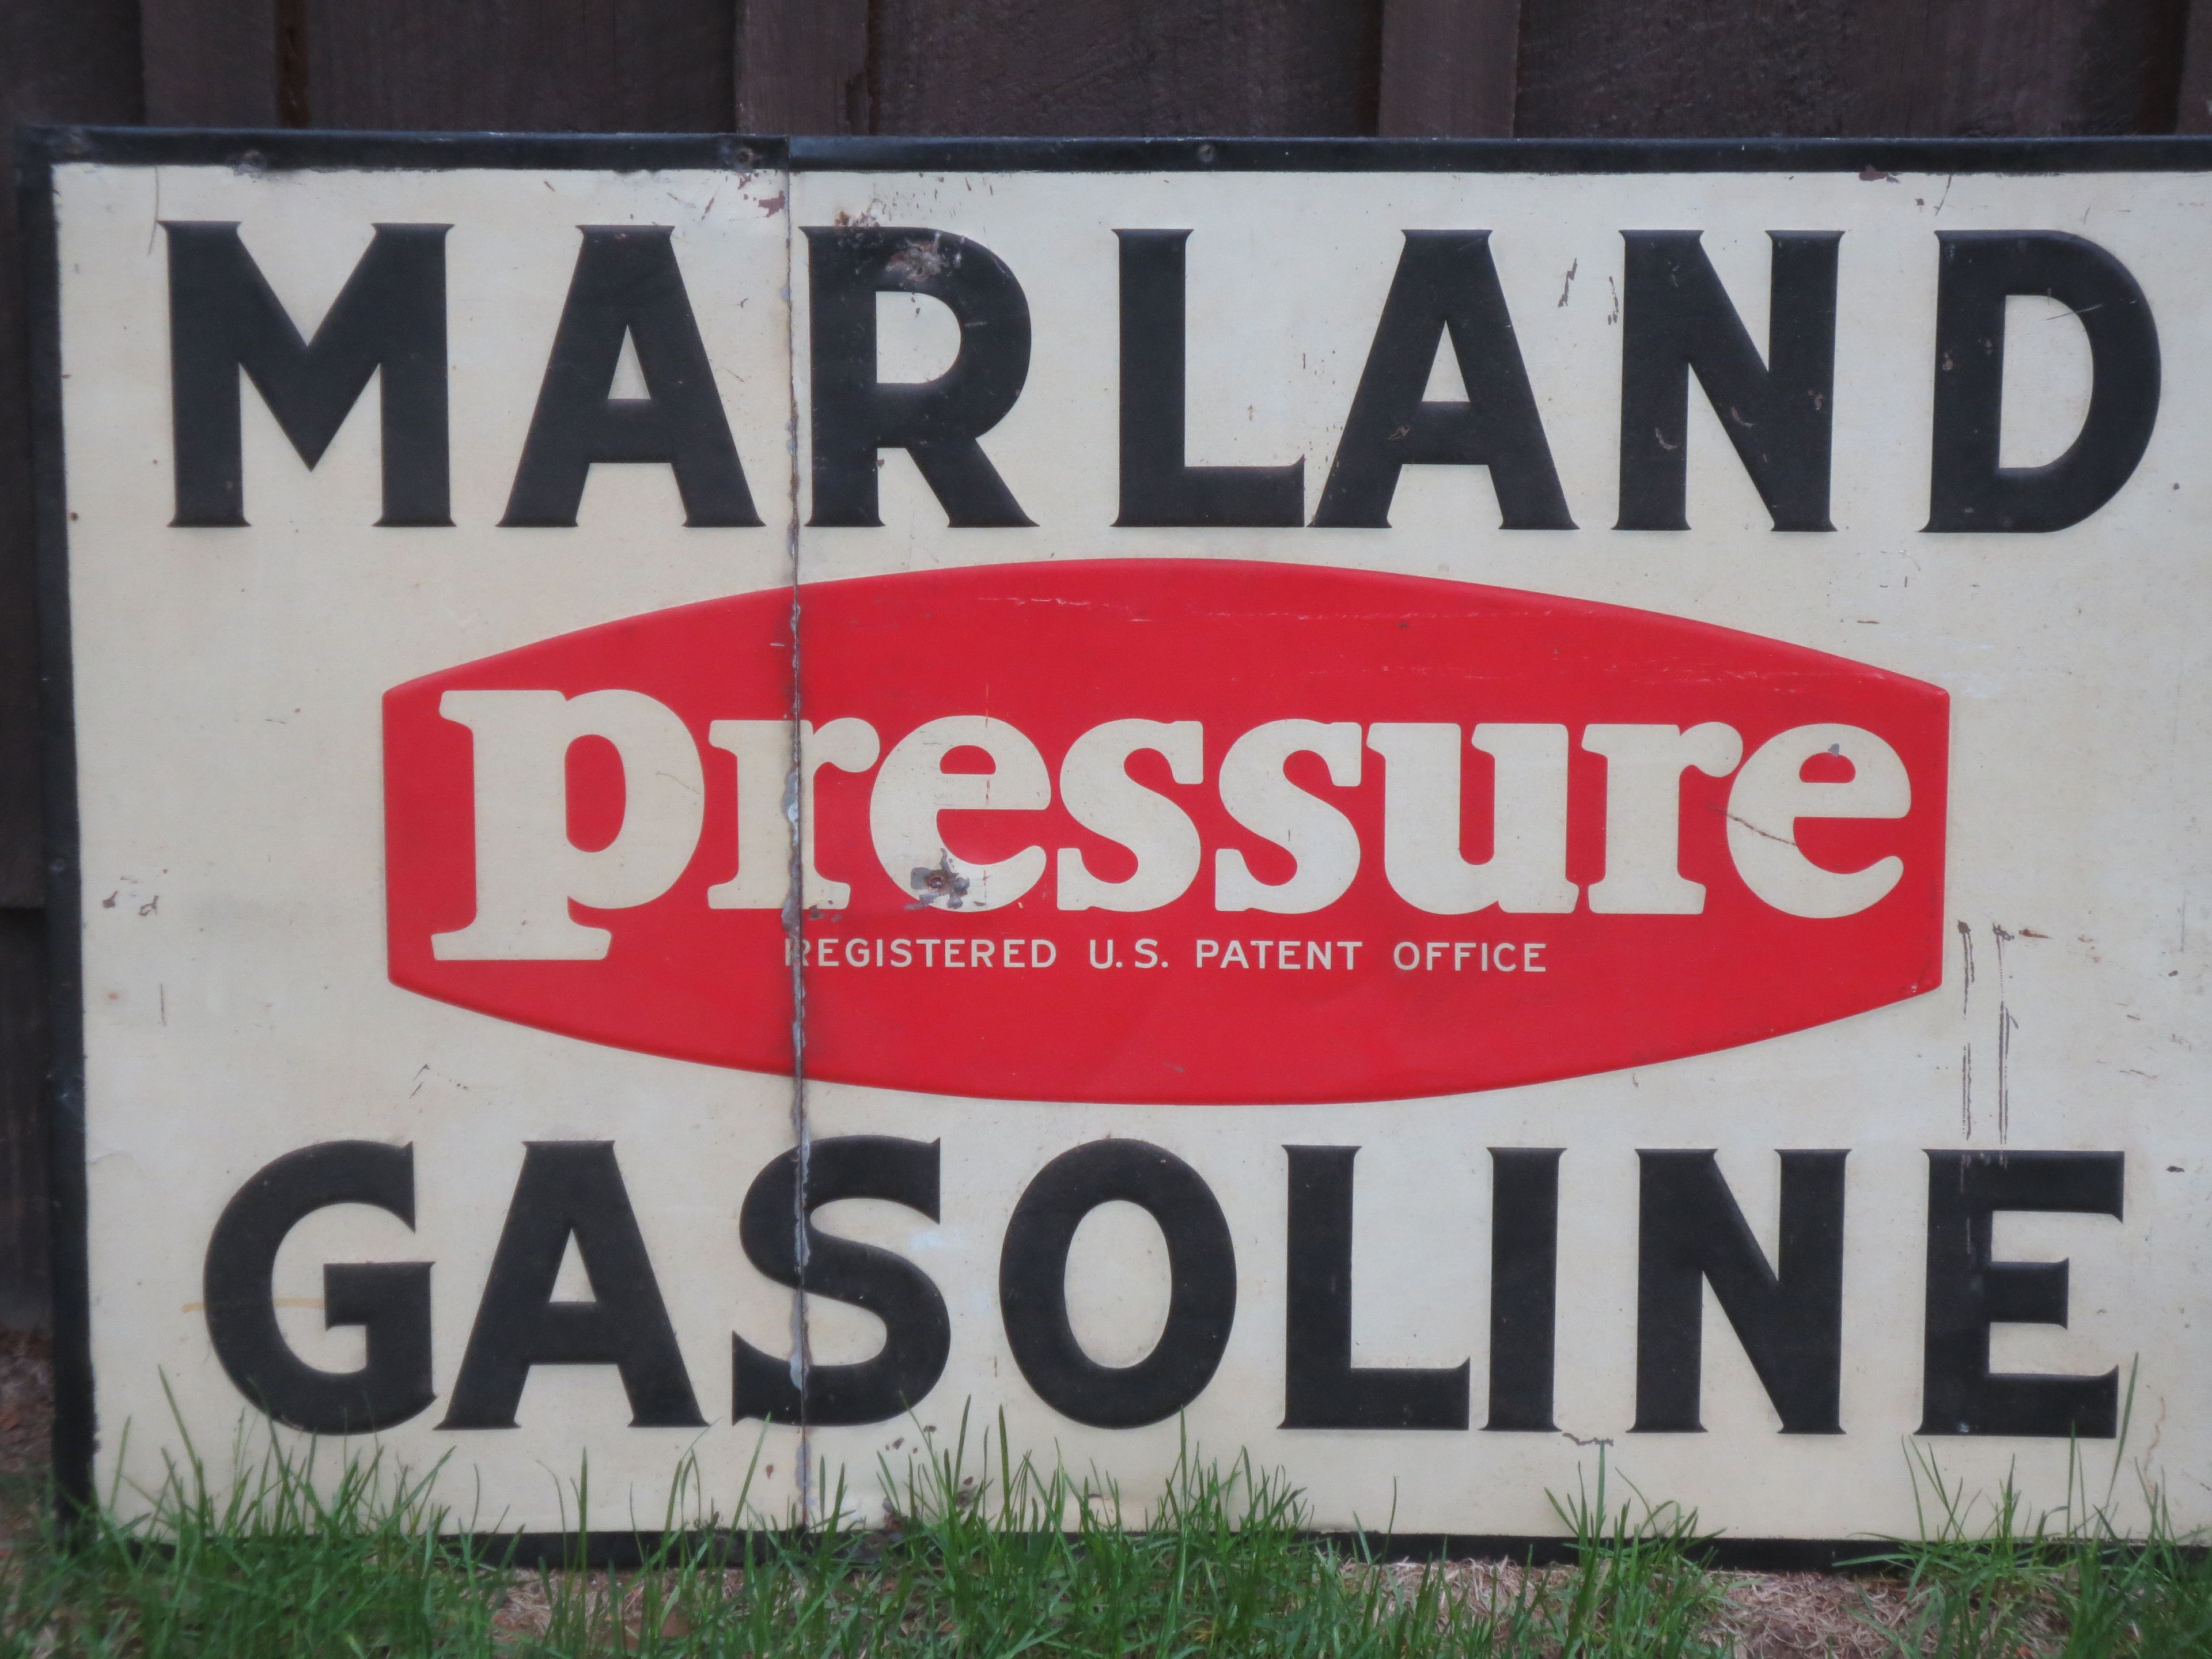 MARLAND
pressure
REGISTERED U.S. PATENT OFFICE
GASOLINE